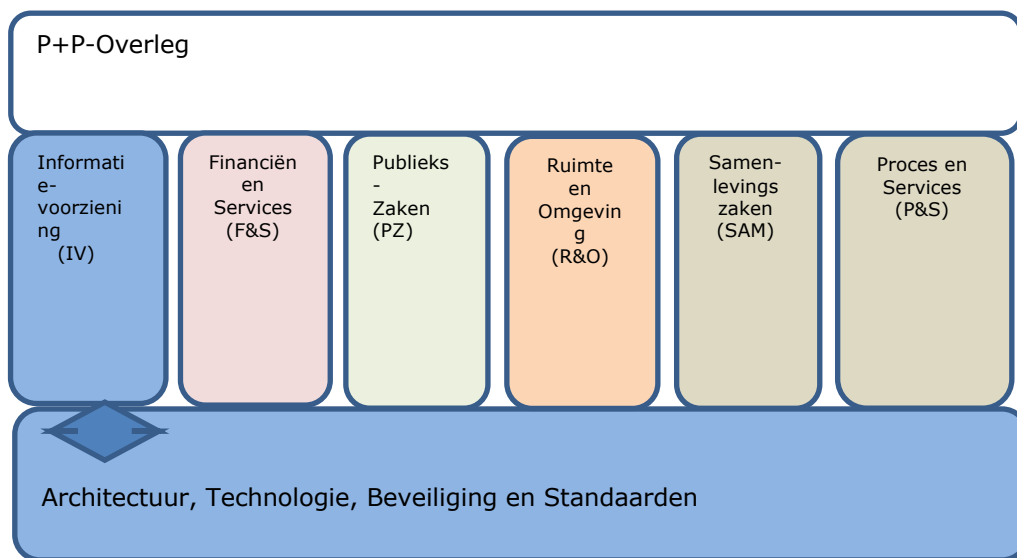 P+P-Overleg
Informati
e-
voorzieni
ng
(IV)
Financiën
en
Services
(F&S)
Publieks
-
Zaken
(PZ)
Ruimte
en
Omgevin
g
(R&O)
Samen-
levings
zaken
(SAM)
Proces en
Services
(P&S)
Architectuur, Technologie, Beveiliging en Standaarden